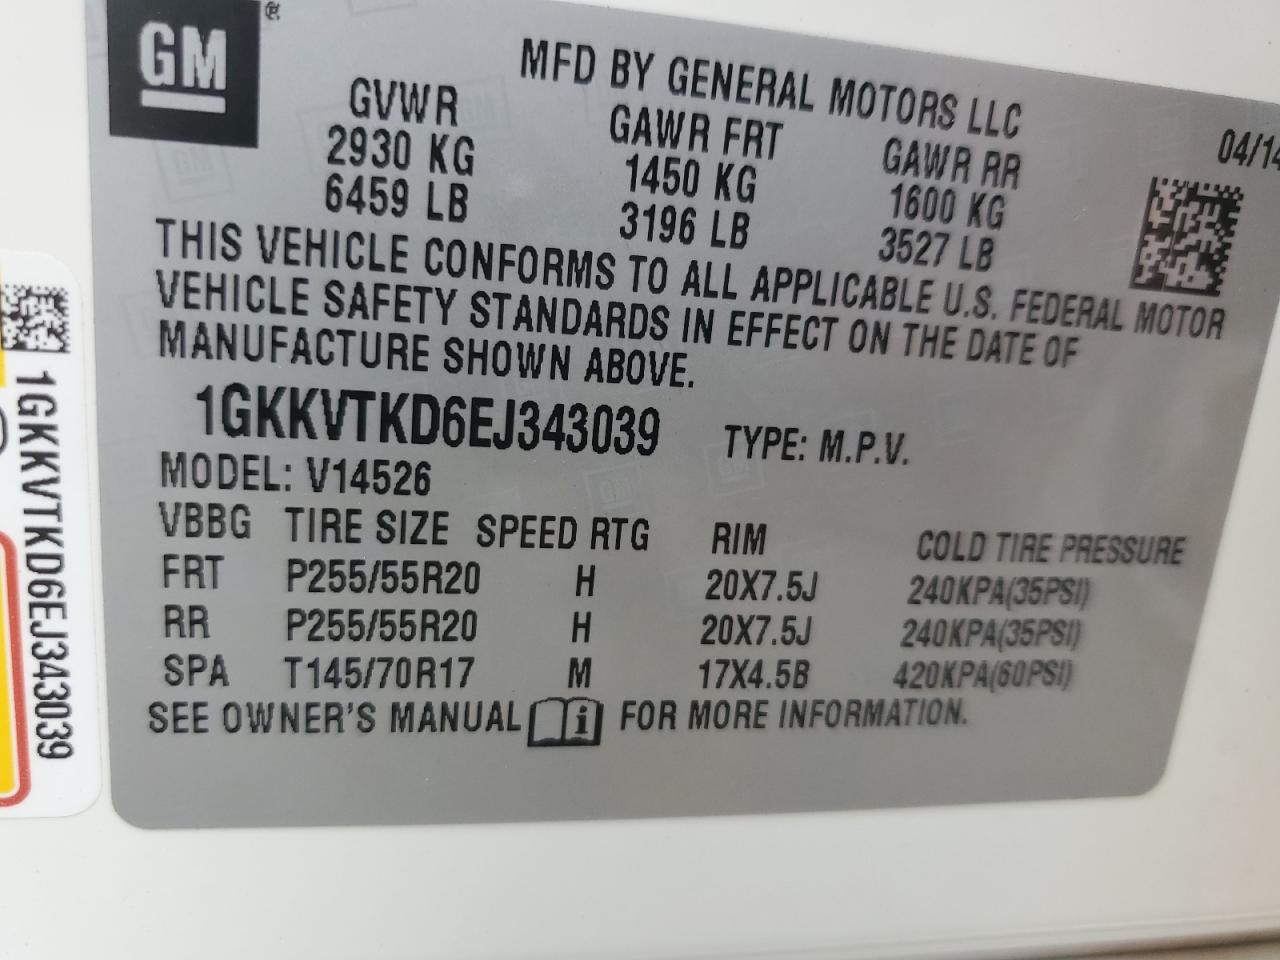 GM ®
MFD BY GENERAL MOTORS LLC
GVWR GAWR FRT GAWR RR 04/14
2930 KG 1450 KG 1600 KG
6459 LB 3196 LB 3527 LB
THIS VEHICLE CONFORMS TO ALL APPLICABLE U.S. FEDERAL MOTOR
VEHICLE SAFETY STANDARDS IN EFFECT ON THE DATE OF
MANUFACTURE SHOWN ABOVE.
1GKKVTKD6EJ343039 TYPE: M.P.V.
MODEL: V14526
VBBG TIRE SIZE SPEED RTG RIM COLD TIRE PRESSURE
FRT P255/55R20 H 20X7.5J 240KPA(35PSI)
RR P255/55R20 H 20X7.5J 240KPA(35PSI)
SPA T145/70R17 M 17X4.5B 420KPA(60PSI)
SEE OWNER'S MANUAL i FOR MORE INFORMATION.
1GKKVTKD6EJ343039